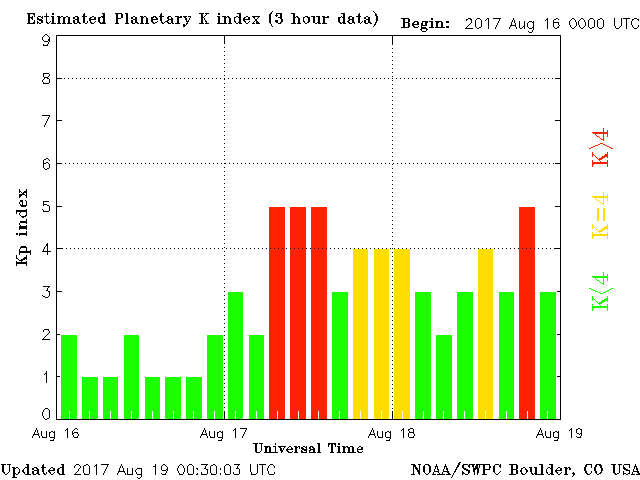 Estimated Planetary K index (3 hour data) Begin: 2017 Aug 16 0000 UTC
9
8
7
6
5
4
3
2
1
0
Kp index
K>4
K=4
K<4
Aug 16 Aug 17 Aug 18 Aug 19
Universal Time
Updated 2017 Aug 19 00:30:03 UTC NOAA/SWPC Boulder, CO USA